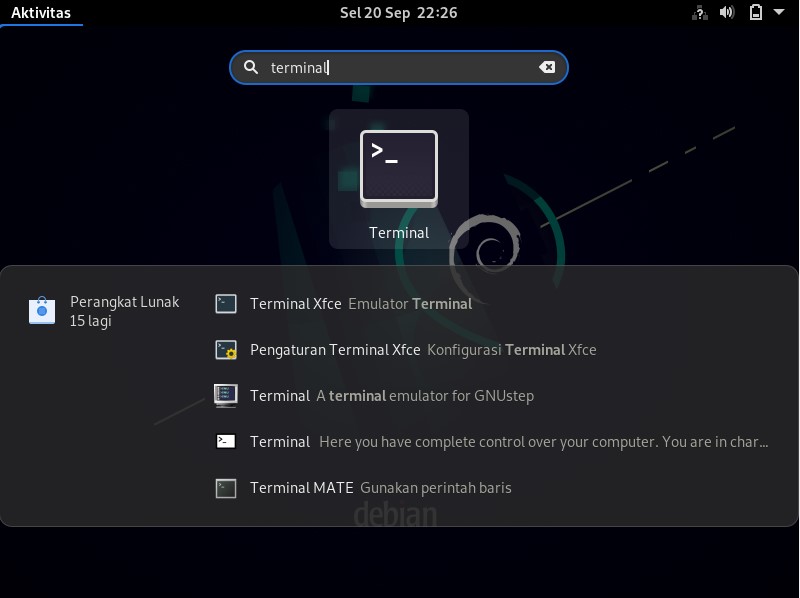 Aktivitas
Sel 20 Sep 22:26
terminal
>_
Terminal
Perangkat Lunak
15 lagi
Terminal Xfce Emulator Terminal
Pengaturan Terminal Xfce Konfigurasi Terminal Xfce
Terminal A terminal emulator for GNUstep
Terminal Here you have complete control over your computer. You are in char...
Terminal MATE Gunakan perintah baris
debian